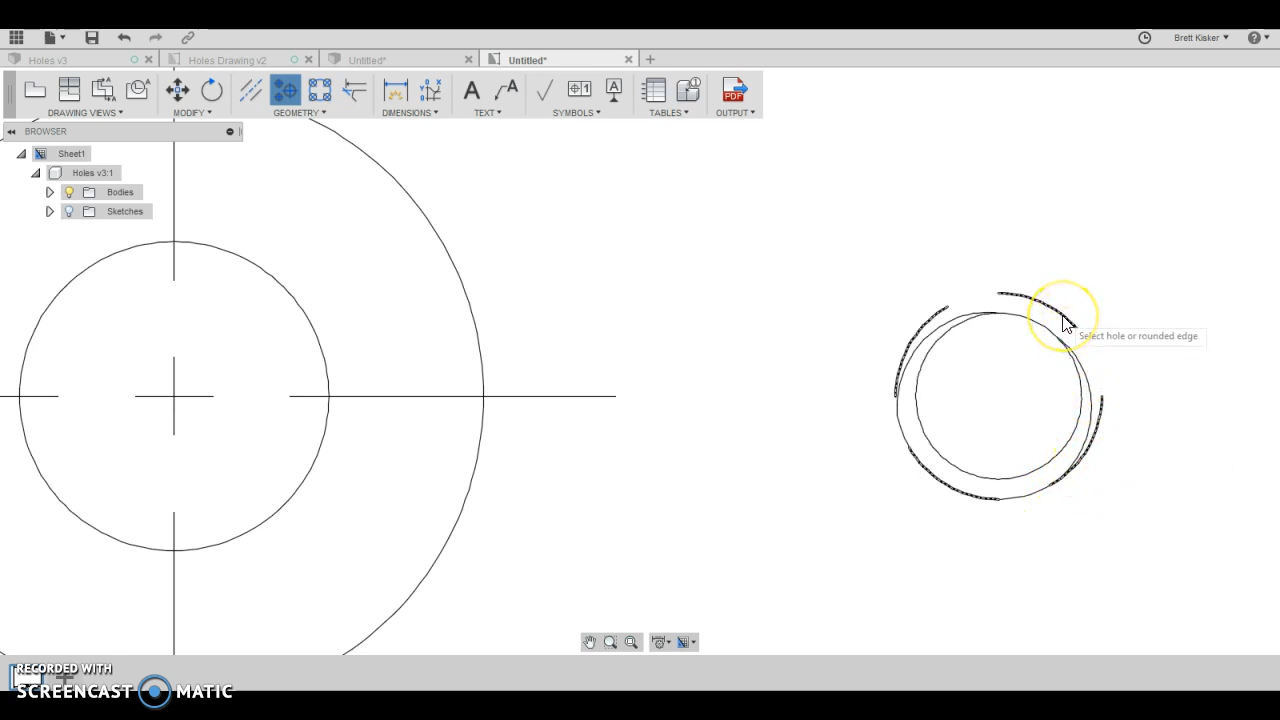 Brett Kisker
Holes v3
Holes Drawing v2
Untitled*
Untitled*
PDF
DRAWING VIEWS
MODIFY
GEOMETRY
DIMENSIONS
TEXT
SYMBOLS
TABLES
OUTPUT
BROWSER
Sheet1
Holes v3:1
Bodies
Sketches
Select hole or rounded edge
RECORDED WITH
SCREENCAST MATIC